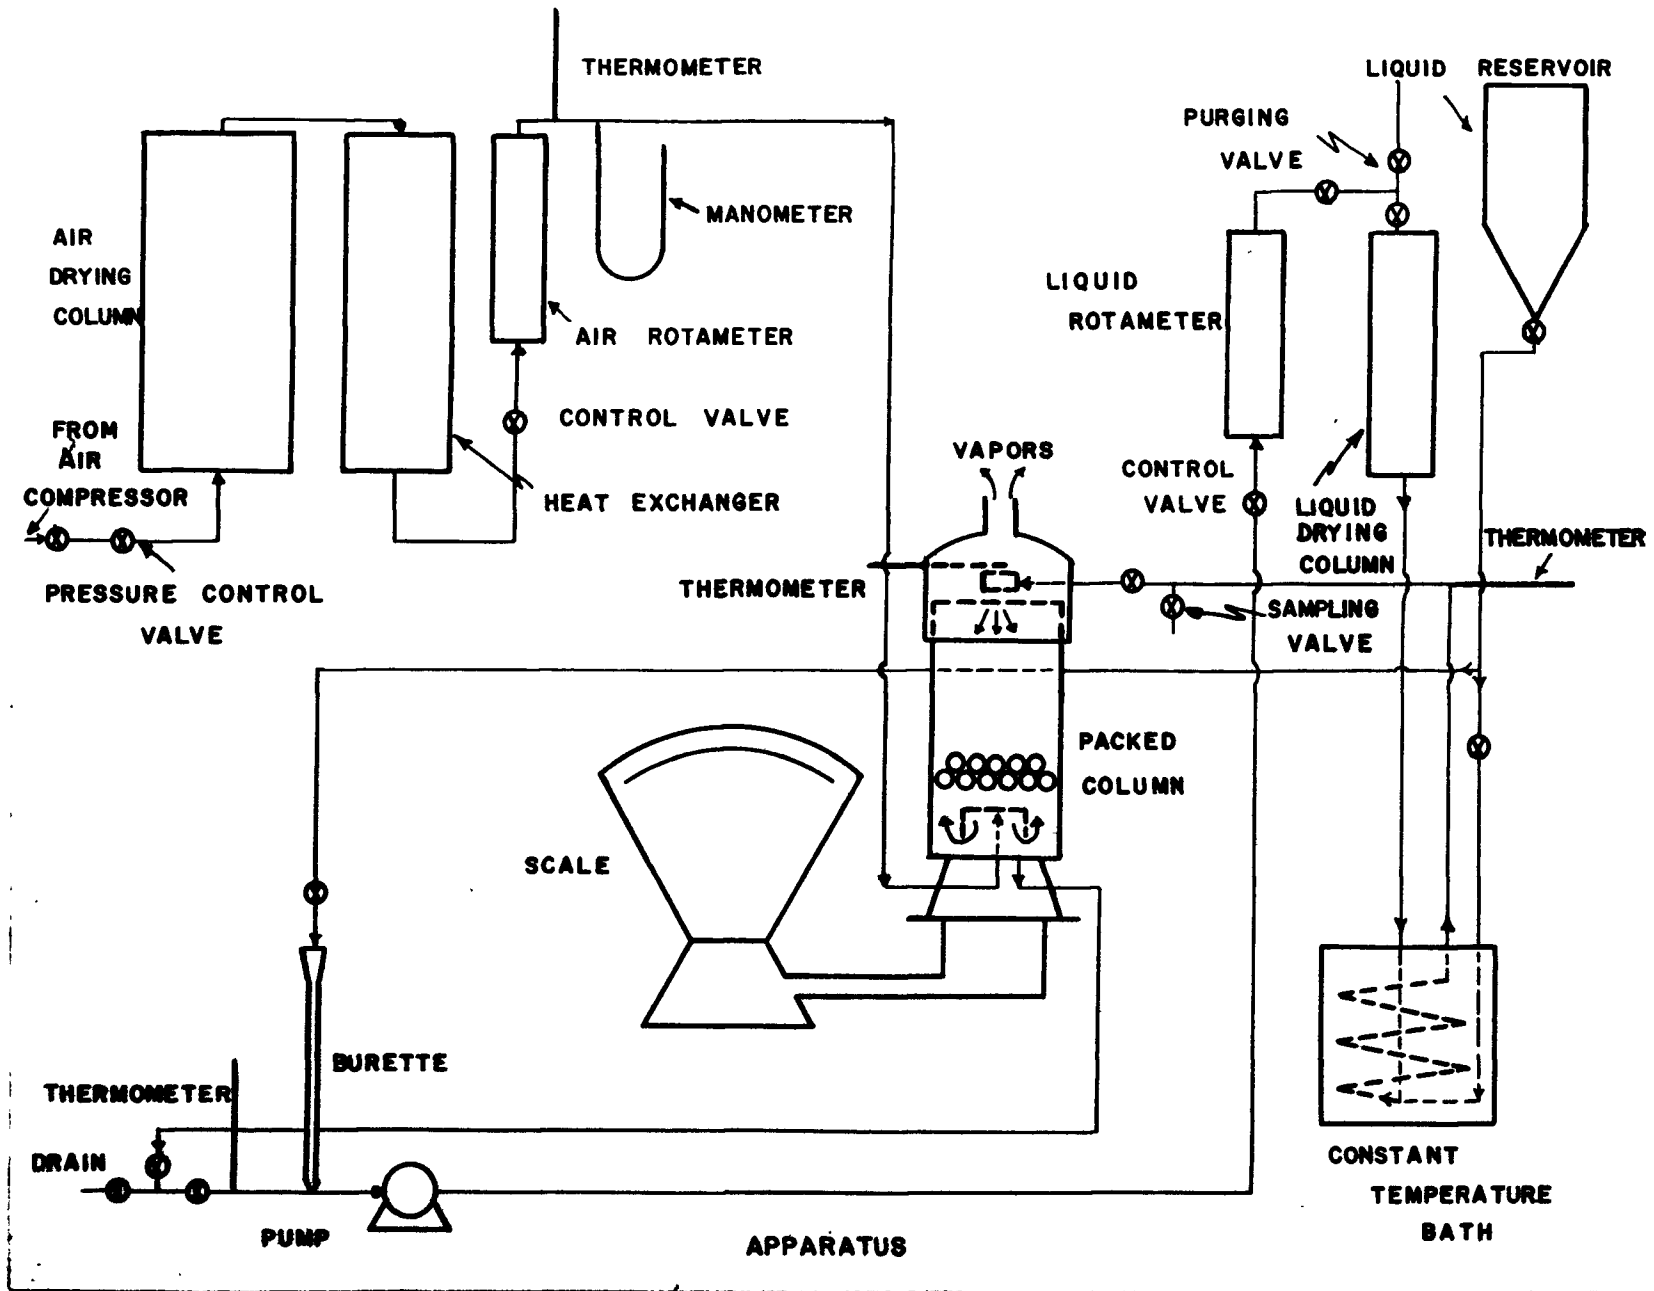 THERMOMETER
LIQUID RESERVOIR
PURGING
VALVE
MANOMETER
AIR
DRYING
COLUMN
LIQUID
ROTAMETER
AIR ROTAMETER
CONTROL VALVE
FROM
AIR
COMPRESSOR
HEAT EXCHANGER
VAPORS
CONTROL
VALVE
LIQUID
DRYING
COLUMN
THERMOMETER
PRESSURE CONTROL
VALVE
THERMOMETER
SAMPLING
VALVE
PACKED
COLUMN
SCALE
BURETTE
THERMOMETER
DRAIN
PUMP
CONSTANT
TEMPERATURE
BATH
APPARATUS